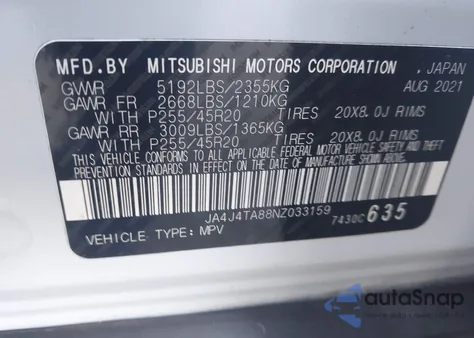 MFD.BY MITSUBISHI MOTORS CORPORATION , JAPAN
GVWR 5192LBS/2355KG AUG 2021
GAWR FR 2668LBS/1210KG
WITH P255/45R20 TIRES 20X8.0J RIMS
GAWR RR 3009LBS/1365KG
WITH P255/45R20 TIRES 20X8.0J RIMS
THIS VEHICLE CONFORMS TO ALL APPLICABLE FEDERAL MOTOR VEHICLE SAFETY
STANDARDS IN EFFECT ON THE DATE OF MANUFACTURE SHOWN ABOVE.
JA4J4TA88NZ033159 7430C 635
VEHICLE TYPE: MPV
autoSnap
Powered by CarsFromWest